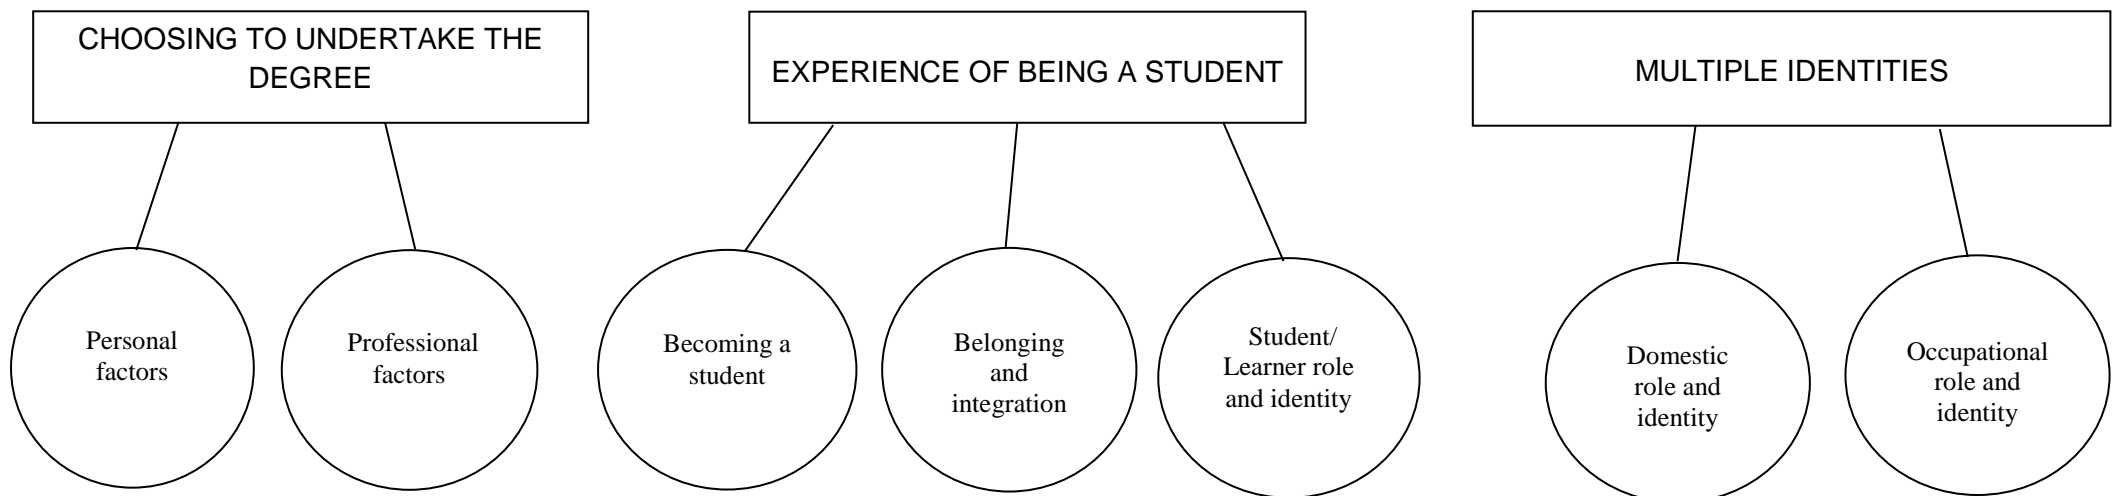 CHOOSING TO UNDERTAKE THE
DEGREE
EXPERIENCE OF BEING A STUDENT
MULTIPLE IDENTITIES
Personal
factors
Professional
factors
Becoming a
student
Belonging
and
integration
Student/
Learner role
and identity
Domestic
role and
identity
Occupational
role and
identity